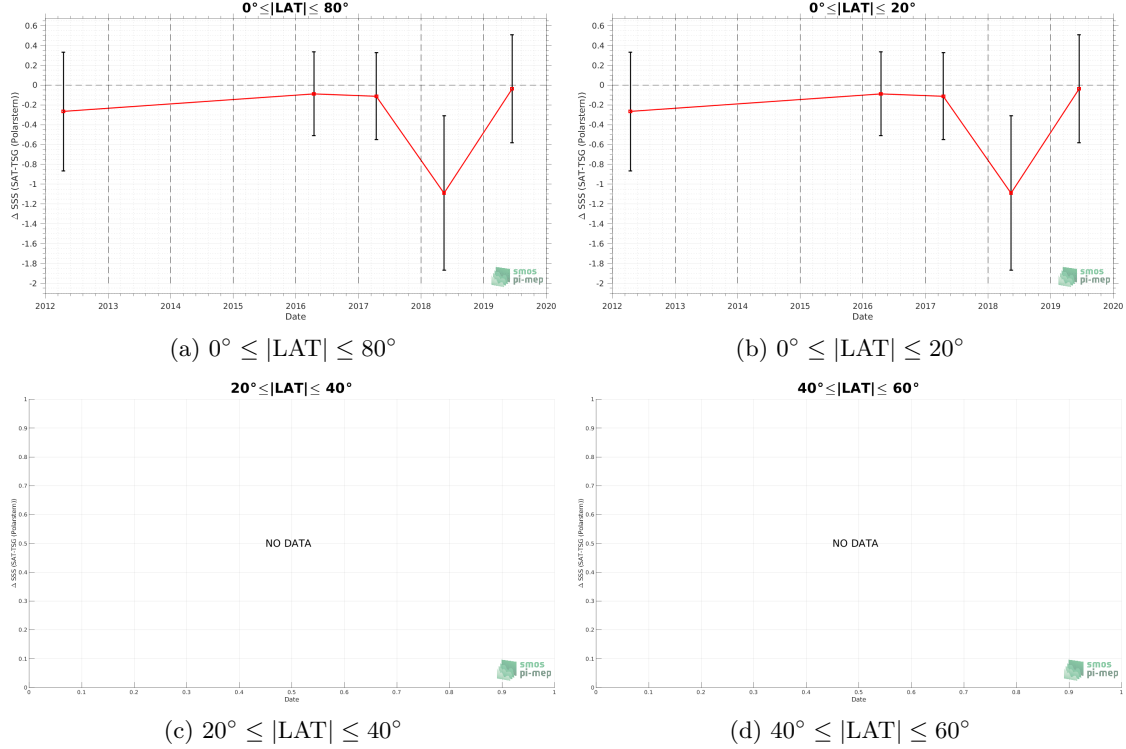 0°≤|LAT|≤ 80°
0.6
0.4
0.2
0
-0.2
-0.4
-0.6
-0.8
-1
-1.2
-1.4
-1.6
-1.8
-2
Δ SSS (SAT-TSG (Polarstern))
2012 2013 2014 2015 2016 2017 2018 2019 2020
Date
smos
pi-mep
(a) 0° ≤ |LAT| ≤ 80°
0°≤|LAT|≤ 20°
0.6
0.4
0.2
0
-0.2
-0.4
-0.6
-0.8
-1
-1.2
-1.4
-1.6
-1.8
-2
Δ SSS (SAT-TSG (Polarstern))
2012 2013 2014 2015 2016 2017 2018 2019 2020
Date
smos
pi-mep
(b) 0° ≤ |LAT| ≤ 20°
20°≤|LAT|≤ 40°
1
0.9
0.8
0.7
0.6
0.5
0.4
0.3
0.2
0.1
0
Δ SSS (SAT-TSG (Polarstern))
NO DATA
0 0.1 0.2 0.3 0.4 0.5 0.6 0.7 0.8 0.9 1
Date
smos
pi-mep
(c) 20° ≤ |LAT| ≤ 40°
40°≤|LAT|≤ 60°
1
0.9
0.8
0.7
0.6
0.5
0.4
0.3
0.2
0.1
0
Δ SSS (SAT-TSG (Polarstern))
NO DATA
0 0.1 0.2 0.3 0.4 0.5 0.6 0.7 0.8 0.9 1
Date
smos
pi-mep
(d) 40° ≤ |LAT| ≤ 60°